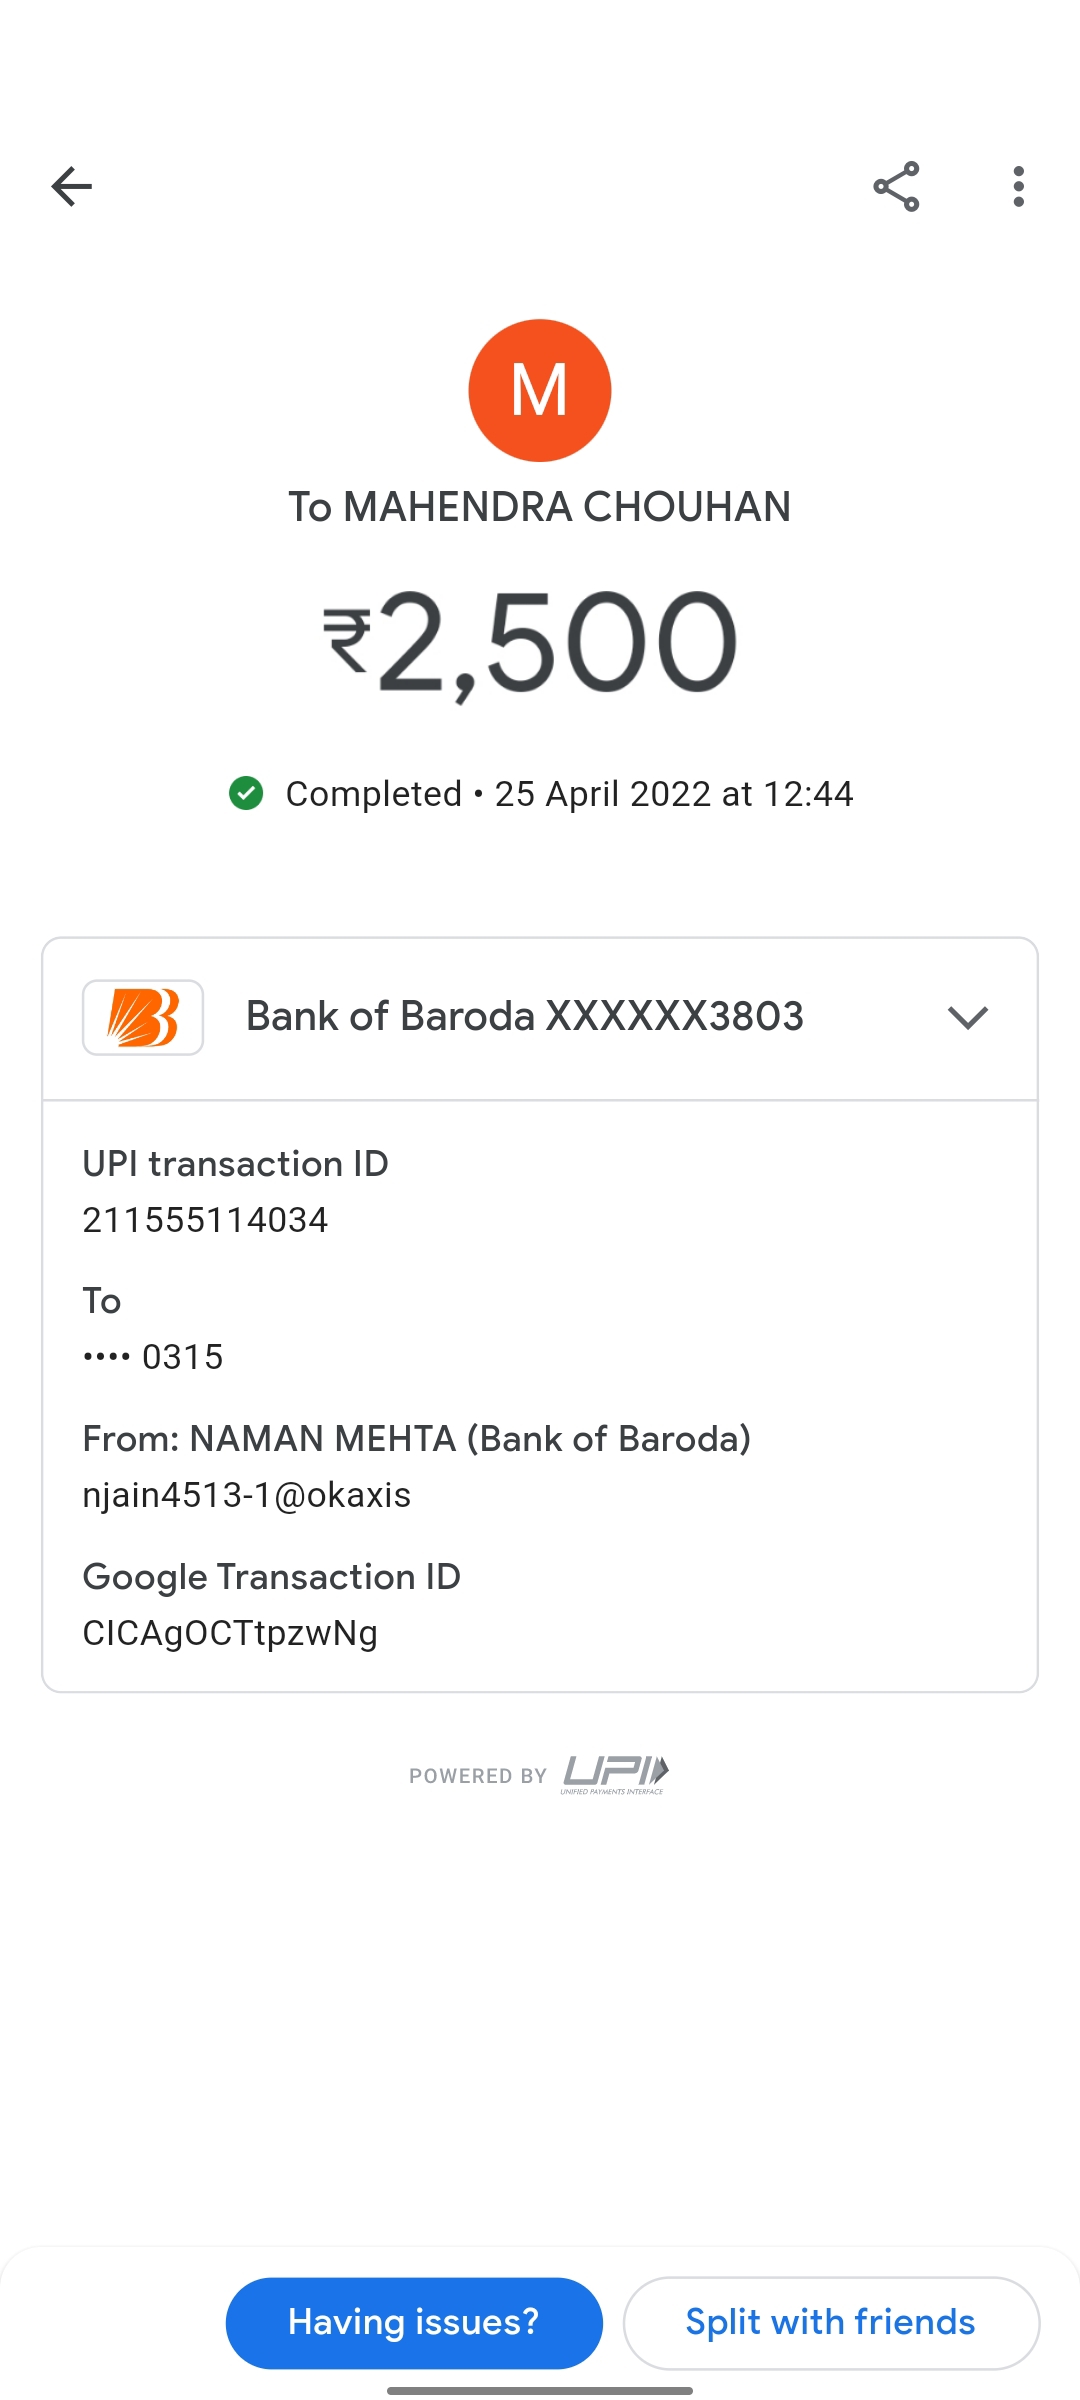 M
To MAHENDRA CHOUHAN
₹2,500
Completed • 25 April 2022 at 12:44
Bank of Baroda XXXXXX3803
UPI transaction ID
211555114034
To
•••• 0315
From: NAMAN MEHTA (Bank of Baroda)
njain4513-1@okaxis
Google Transaction ID
CICAgOCTtpzwNg
POWERED BY UPI
UNIFIED PAYMENTS INTERFACE
Having issues? Split with friends